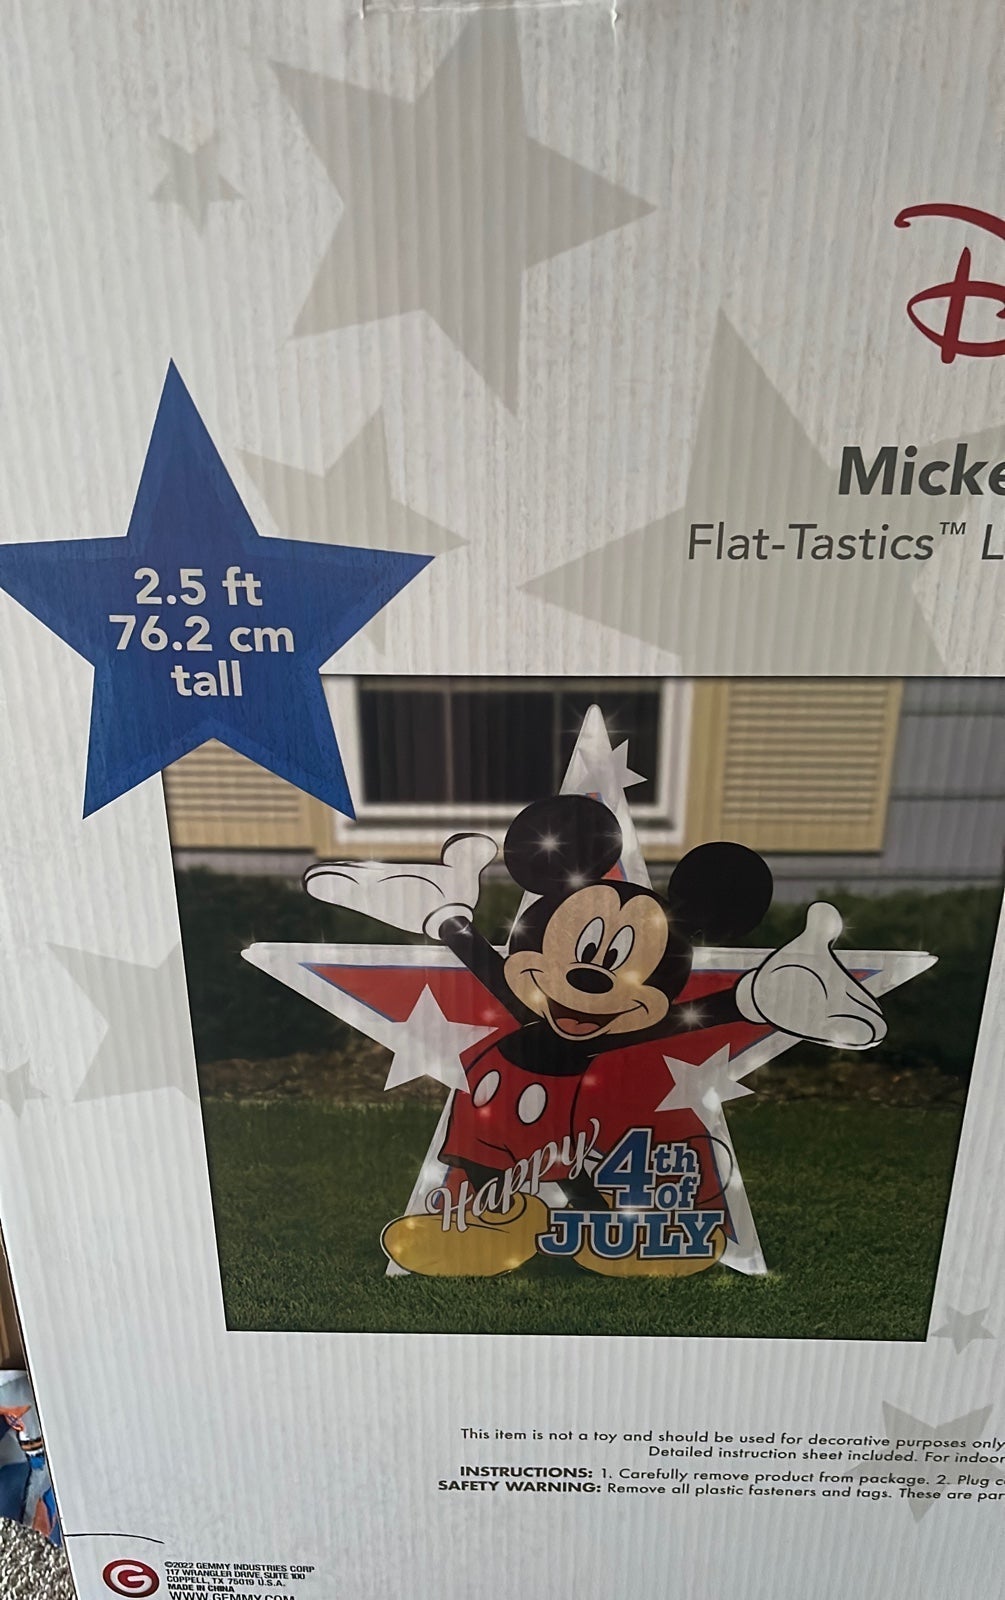 2.5 ft
76.2 cm
tall
Micke
Flat-Tastics™ L
Happy
4th
of
JULY
This item is not a toy and should be used for decorative purposes only
Detailed instruction sheet included. For indoor
INSTRUCTIONS: 1. Carefully remove product from package. 2. Plug c
SAFETY WARNING: Remove all plastic fasteners and tags. These are par
G
©2022 GEMMY INDUSTRIES CORP
117 WRANGLER DRIVE, SUITE 100
COPPELL, TX 75019 U.S.A.
MADE IN CHINA
WWW.GEMMY.COM